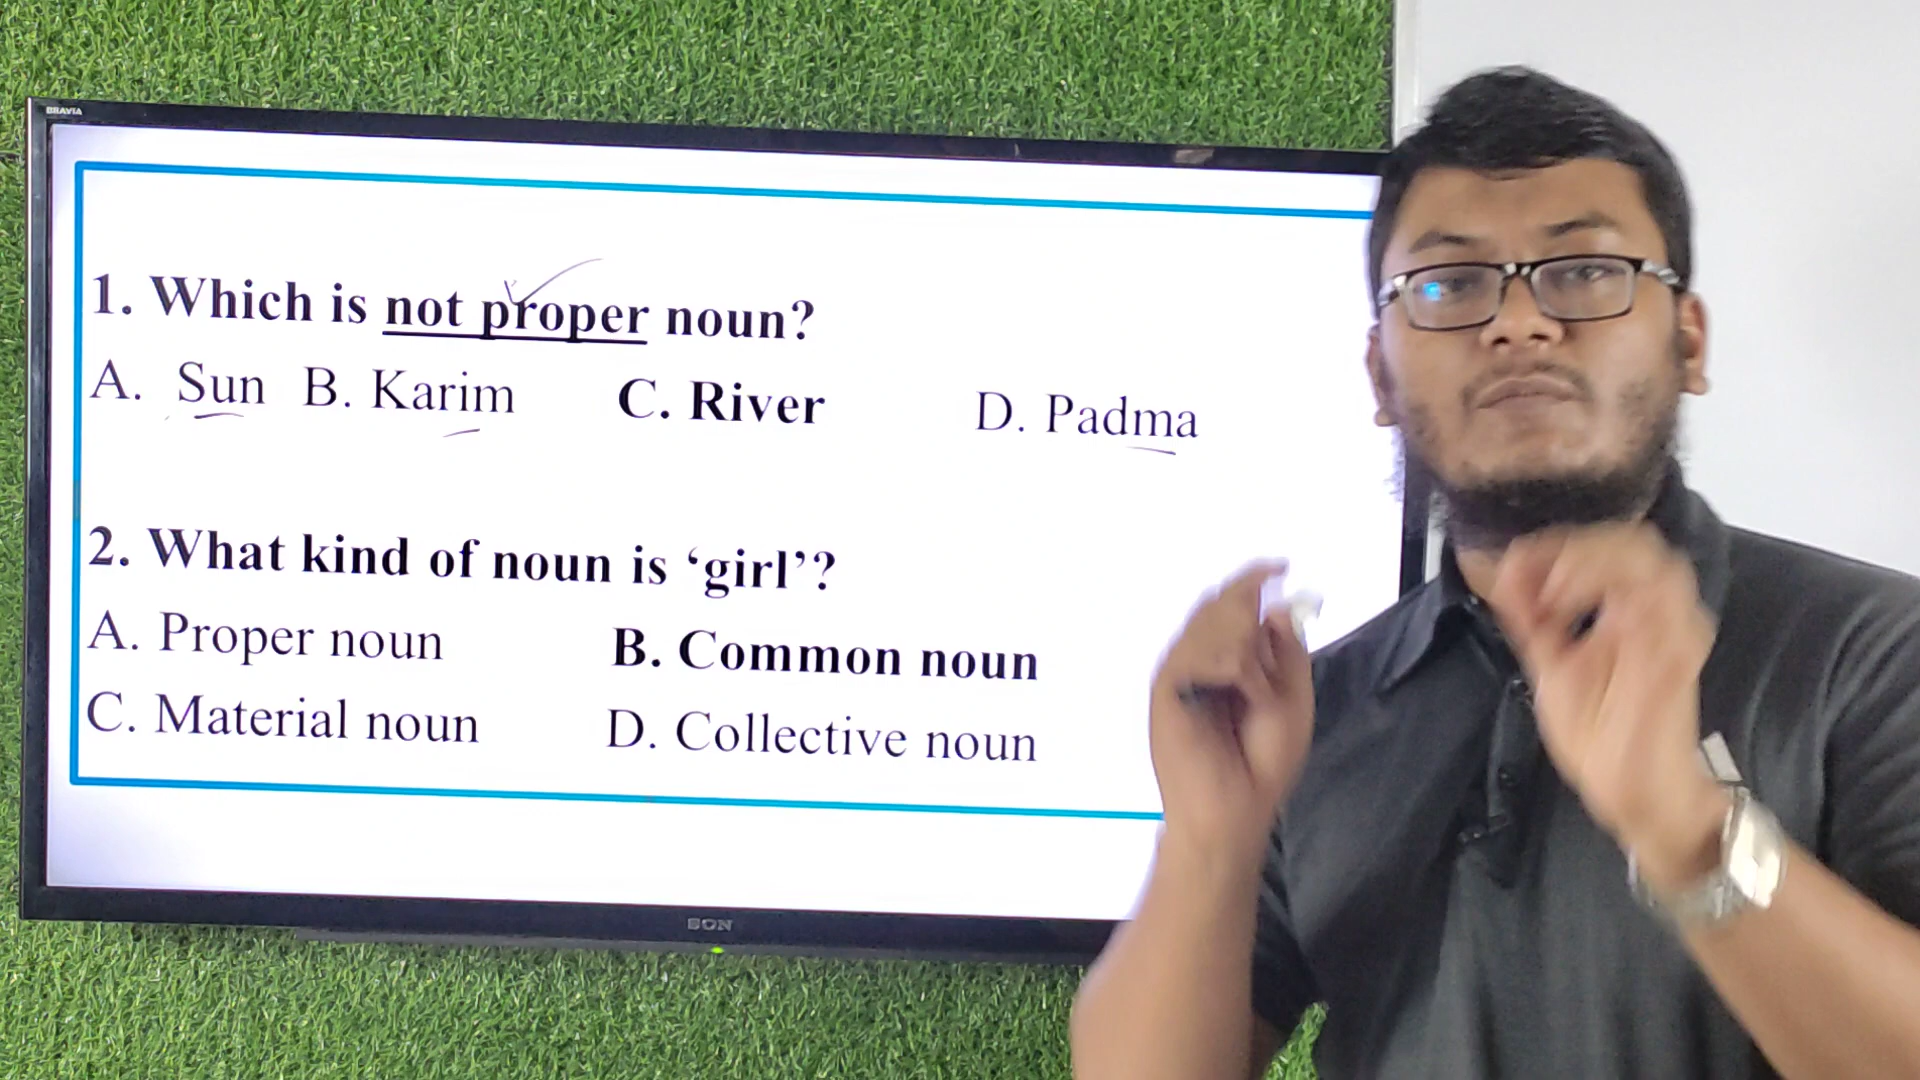 BRAVIA
1. Which is not proper noun?
A. Sun B. Karim C. River D. Padma
2. What kind of noun is ‘girl’?
A. Proper noun B. Common noun
C. Material noun D. Collective noun
SON